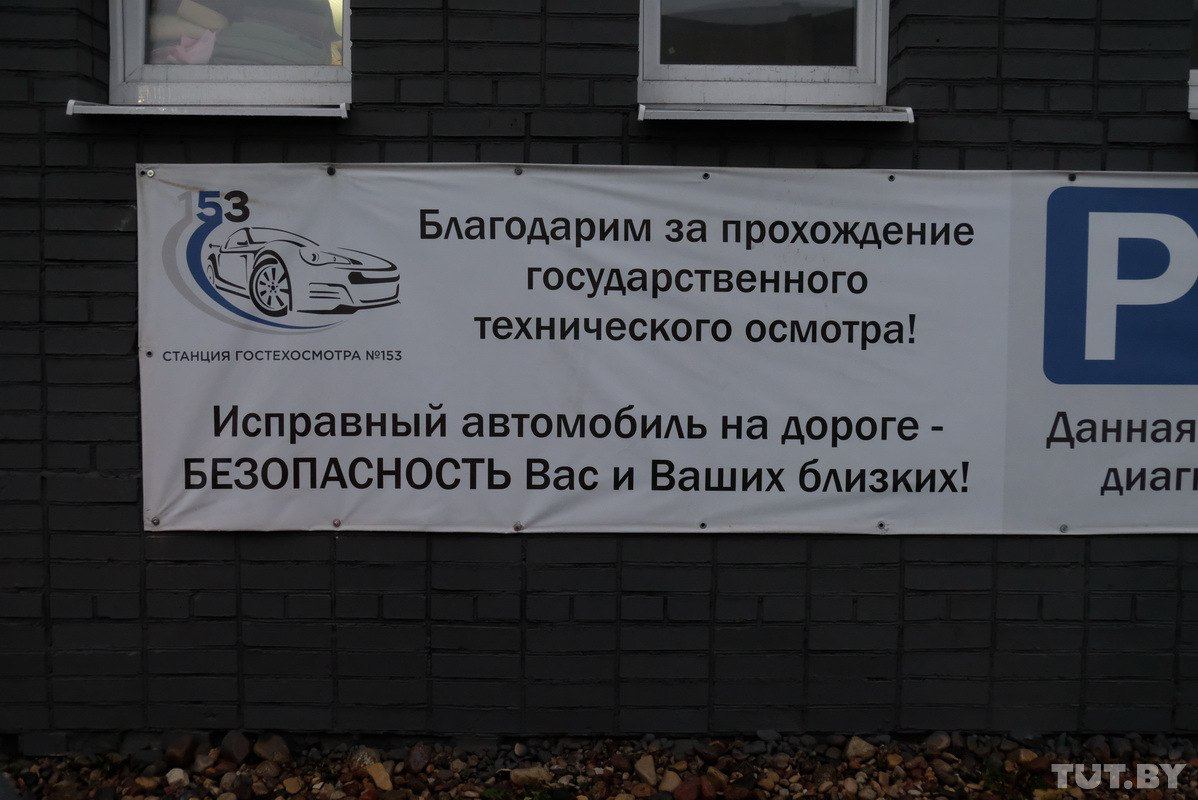 153
СТАНЦИЯ ГОСТЕХОСМОТРА №153
Благодарим за прохождение
государственного
технического осмотра!
Исправный автомобиль на дороге -
БЕЗОПАСНОСТЬ Вас и Ваших близких!
P
Данная
TUT.BY